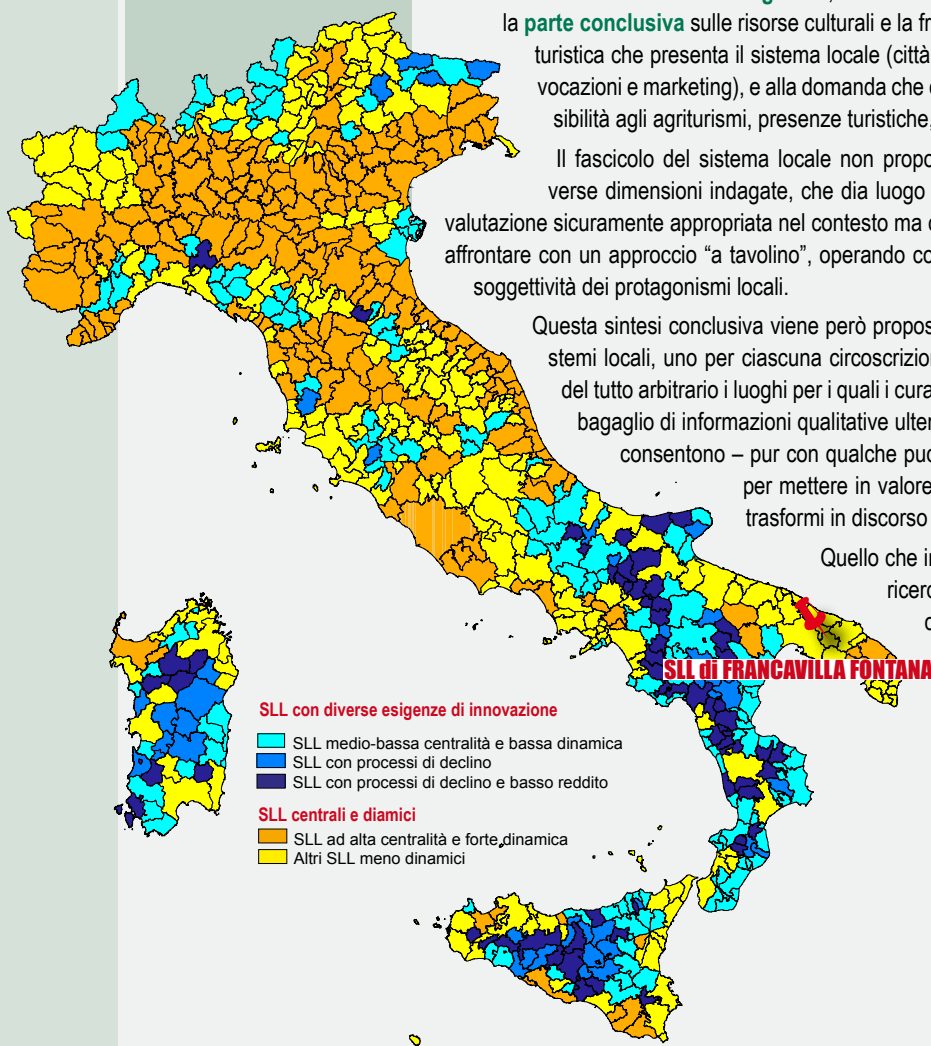 la parte conclusiva sulle risorse culturali e la fr
turistica che presenta il sistema locale (città
vocazioni e marketing), e alla domanda che
sibilità agli agriturismi, presenze turistiche,
Il fascicolo del sistema locale non propo
verse dimensioni indagate, che dia luogo
valutazione sicuramente appropriata nel contesto ma
affrontare con un approccio “a tavolino”, operando co
soggettività dei protagonismi locali.
Questa sintesi conclusiva viene però propos
stemi locali, uno per ciascuna circoscrizion
del tutto arbitrario i luoghi per i quali i cura
bagaglio di informazioni qualitative ulter
consentono – pur con qualche pud
per mettere in valore
trasformi in discorso
Quello che in
ricerc
SLL di FRANCAVILLA FONTANA
SLL con diverse esigenze di innovazione
SLL medio-bassa centralità e bassa dinamica
SLL con processi di declino
SLL con processi di declino e basso reddito
SLL centrali e diamici
SLL ad alta centralità e forte dinamica
Altri SLL meno dinamici